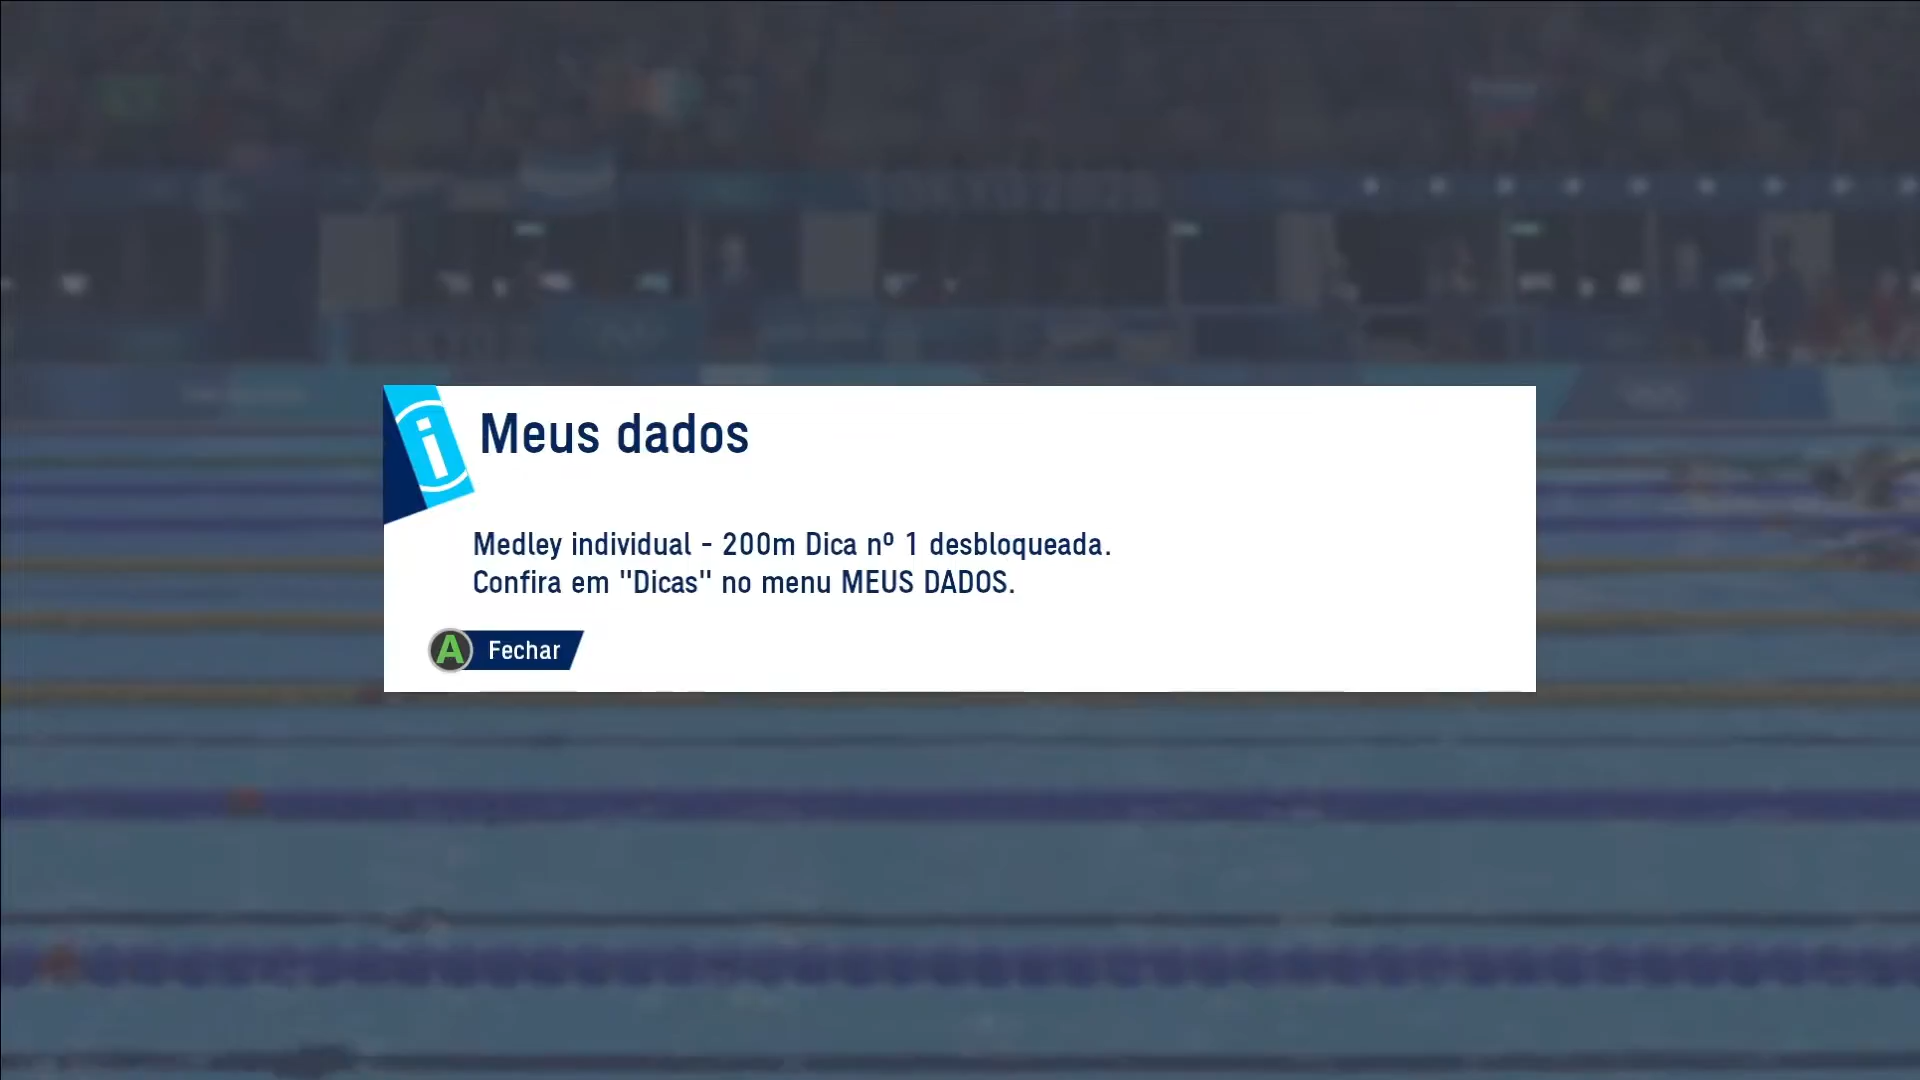 Meus dados
Medley individual - 200m Dica nº 1 desbloqueada.
Confira em "Dicas" no menu MEUS DADOS.
A Fechar